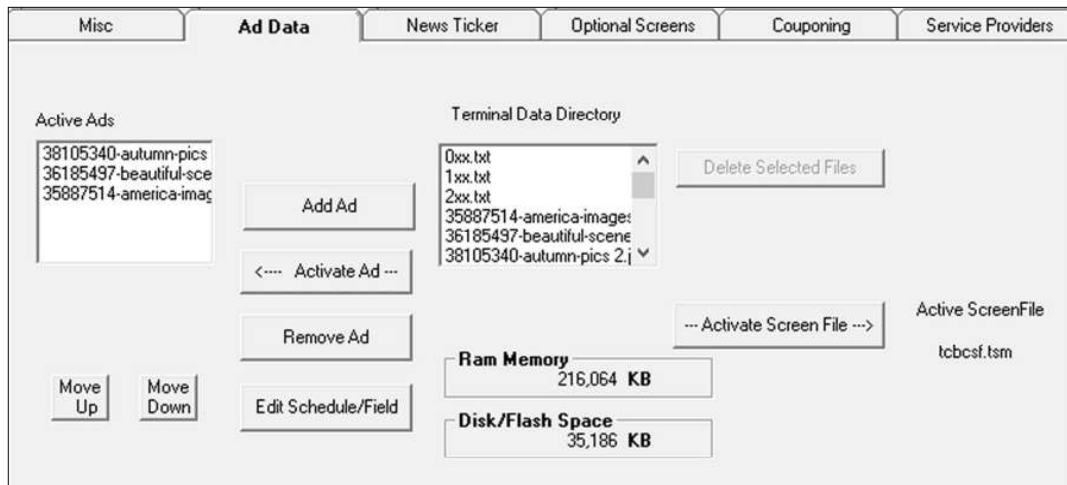 Misc
Ad Data
News Ticker
Optional Screens
Couponing
Service Providers
Active Ads
38105340-autumn-pics
36185497-beautiful-sce
35887514-america-imag
Add Ad
<---- Activate Ad ---
Remove Ad
Edit Schedule/Field
Move
Up
Move
Down
Terminal Data Directory
0xx.txt
1xx.txt
2xx.txt
35887514-america-images
36185497-beautiful-scene
38105340-autumn-pics 2.j
Delete Selected Files
--- Activate Screen File --->
Active ScreenFile
tcbcsf.tsm
Ram Memory
216,064 KB
Disk/Flash Space
35,186 KB